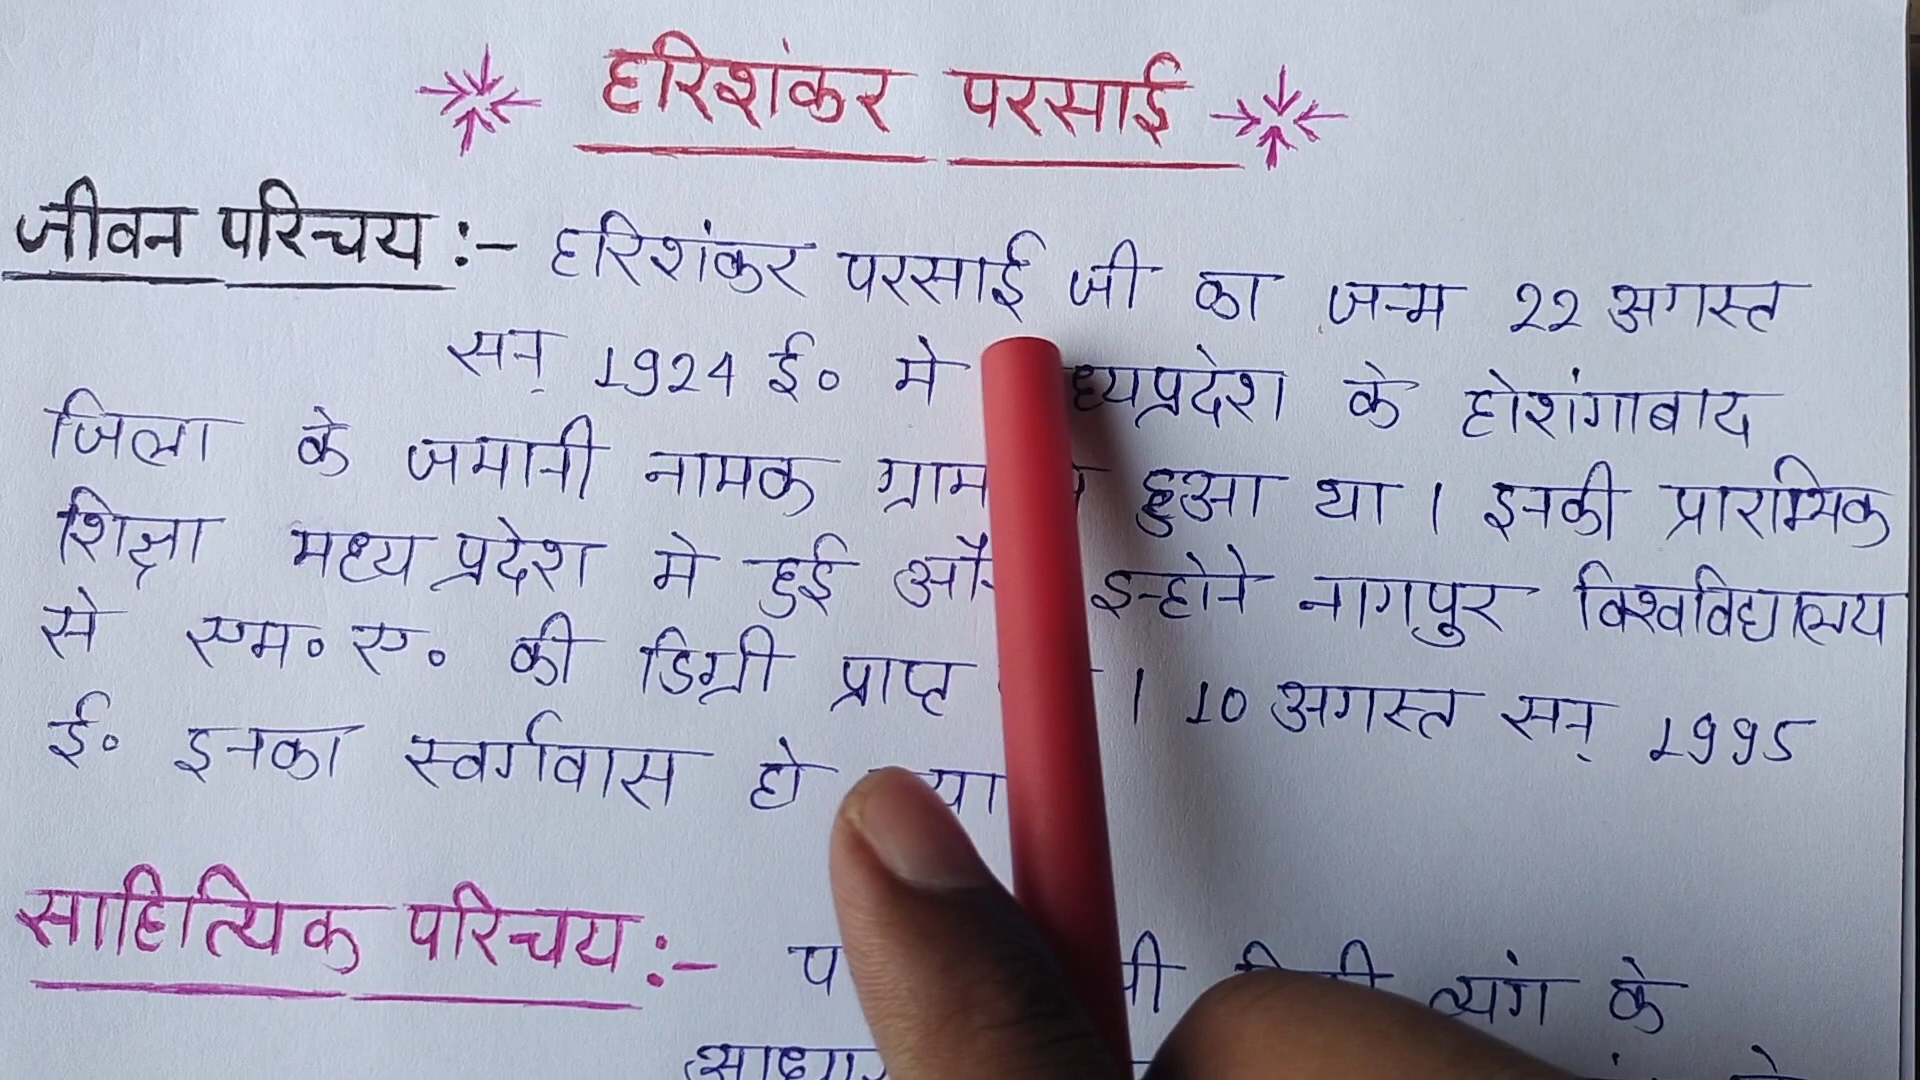 हरिशंकर परसाई
जीवन परिचय :- हरिशंकर परसाई जी का जन्म 22 अगस्त
सन् 1924 ई० मे मध्यप्रदेश के होशंगाबाद
जिला के जमानी नामक ग्राम मे हुआ था । इनकी प्रारम्भिक
शिक्षा मध्य प्रदेश मे हुई और इन्होने नागपुर विश्वविद्यालय
से एम० ए० की डिग्री प्राप्त । 10 अगस्त सन् 1995
ई० इनका स्वर्गवास हो गया
साहित्यिक परिचय :- व्यंग के